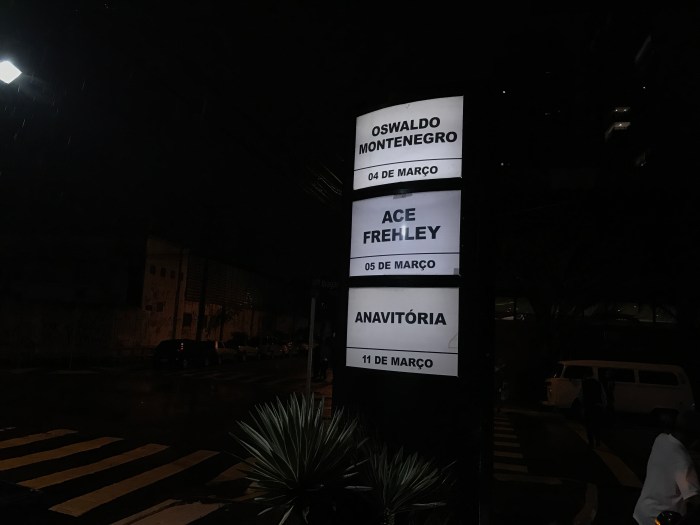 OSWALDO
MONTENEGRO
04 DE MARÇO
ACE
FREHLEY
05 DE MARÇO
ANAVITÓRIA
11 DE MARÇO